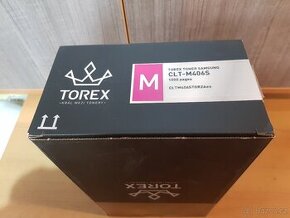 TOREX
KRÁL MEZI TONERY
M
TOREX TONER SAMSUNG
CLT-M406S
1000 pages
TOREX